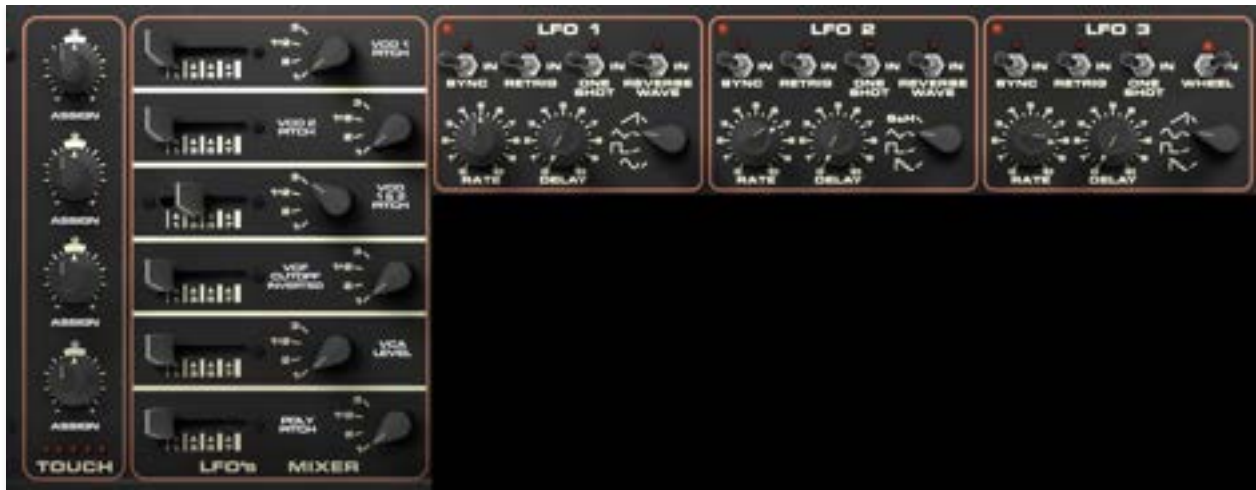 ASSIGN
ASSIGN
ASSIGN
ASSIGN
TOUCH
VCO 1
PITCH
VCO 2
PITCH
VCO
1 & 2
PITCH
VCF
CUTOFF
INVERTED
VCA
LEVEL
POLY
PITCH
LFO's MIXER
LFO 1
IN IN IN IN
SYNC RETRIG ONE SHOT REVERSE WAVE
RATE DELAY
LFO 2
IN IN IN IN
SYNC RETRIG ONE SHOT REVERSE WAVE
S&H
RATE DELAY
LFO 3
IN IN IN IN
SYNC RETRIG ONE SHOT WHEEL
RATE DELAY